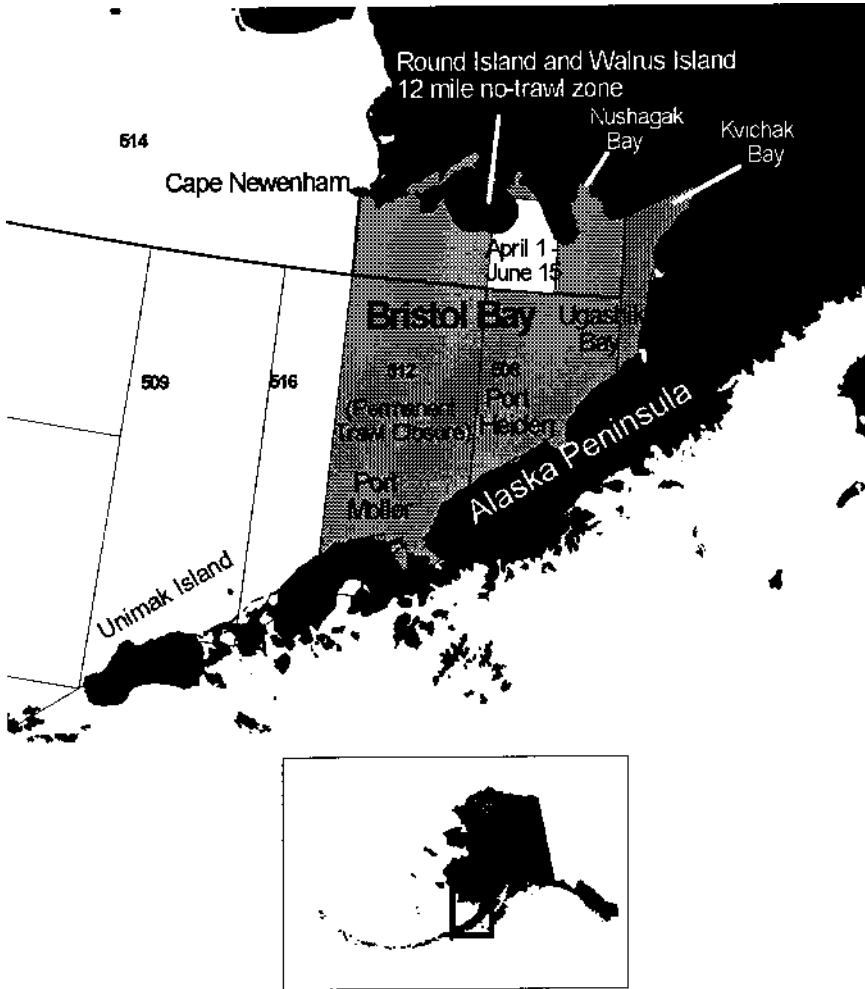 Round Island and Walrus Island
12 mile no-trawl zone
Nushagak
Bay
Kvichak
Bay
514
Cape Newenham
April 1 -
June 15
Bristol Bay
Ugashik
Bay
509
516
512
508
(Permanent
Trawl Closure)
Port
Heiden
Port
Moller
Alaska Peninsula
Unimak Island